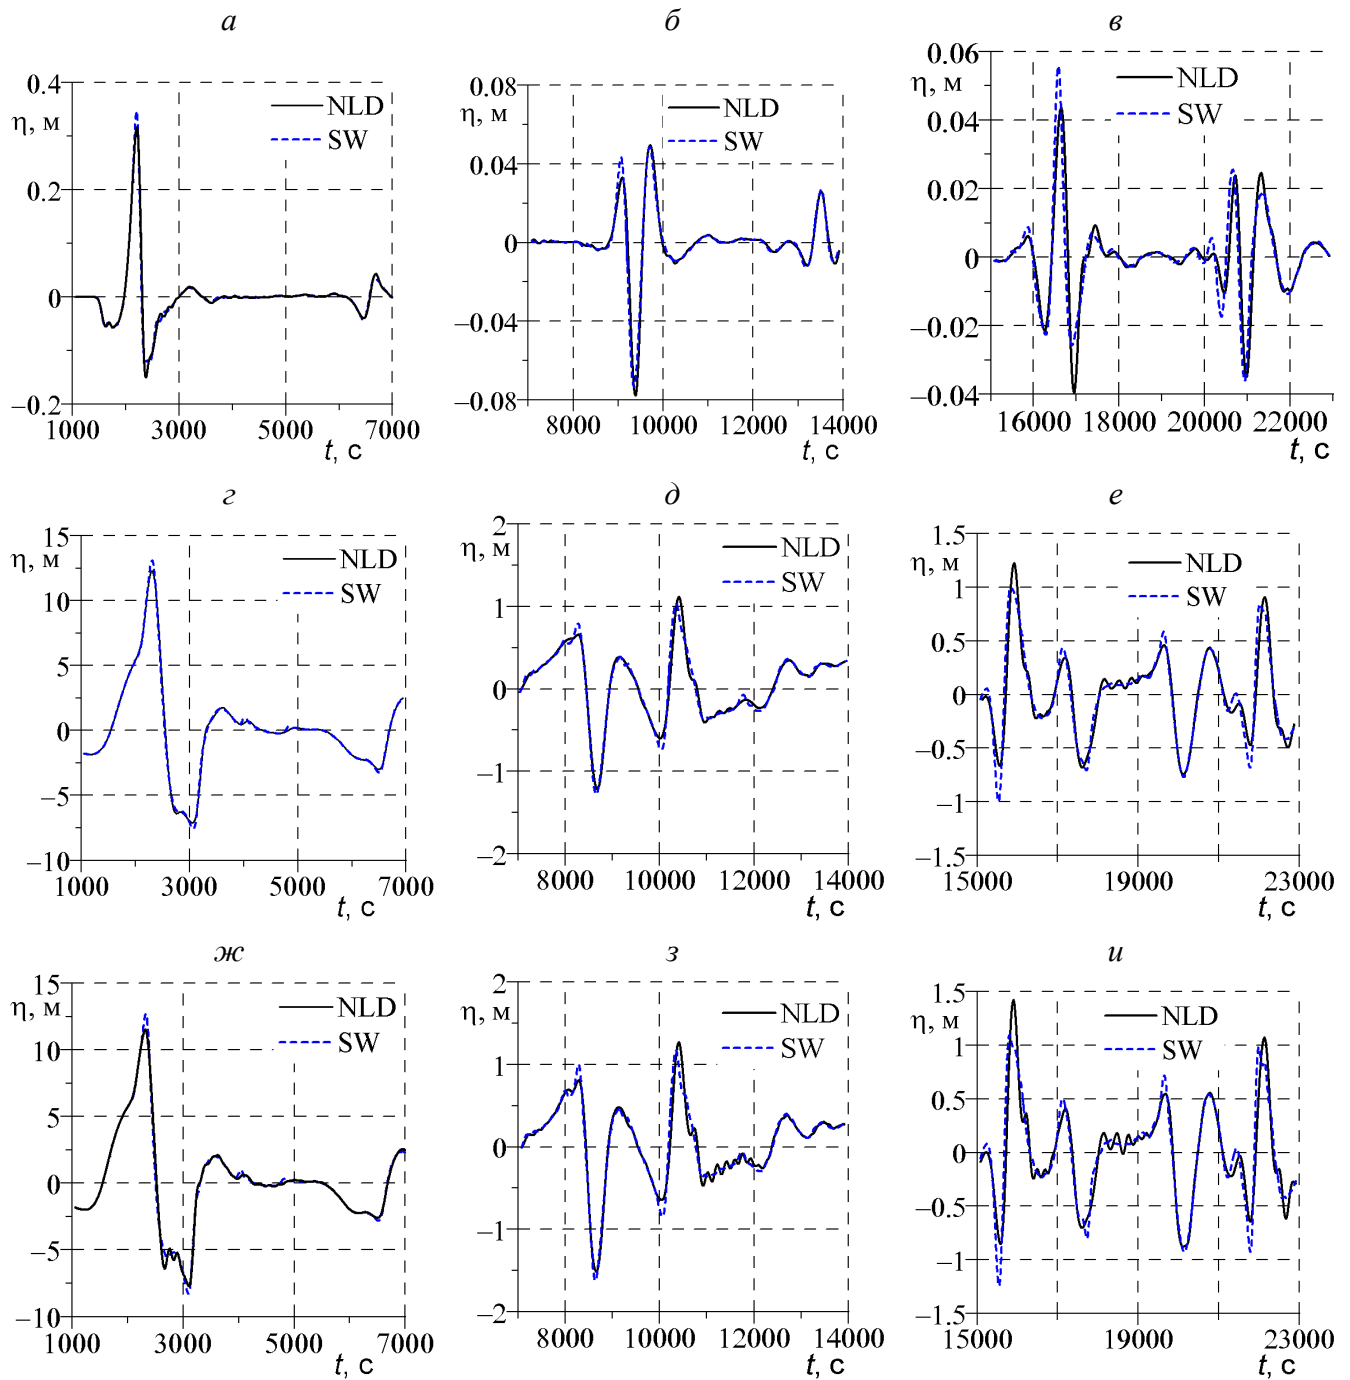 а
0.4
η, м
NLD
SW
0.2
0
−0.2
1000 3000 5000 7000
t, с
б
0.08
η, м
NLD
SW
0.04
0
−0.04
−0.08
8000 10000 12000 14000
t, с
в
0.06
η, м
NLD
SW
0.04
0.02
0
−0.02
−0.04
16000 18000 20000 22000
t, с
г
15
η, м
NLD
SW
10
5
0
−5
−10
1000 3000 5000 7000
t, с
д
2
η, м
NLD
SW
1
0
−1
−2
8000 10000 12000 14000
t, с
е
1.5
η, м
NLD
SW
1
0.5
0
−0.5
−1
−1.5
15000 19000 23000
t, с
ж
15
η, м
NLD
SW
10
5
0
−5
−10
1000 3000 5000 7000
t, с
з
2
η, м
NLD
SW
1
0
−1
−2
8000 10000 12000 14000
t, с
и
1.5
η, м
NLD
SW
1
0.5
0
−0.5
−1
−1.5
15000 19000 23000
t, с